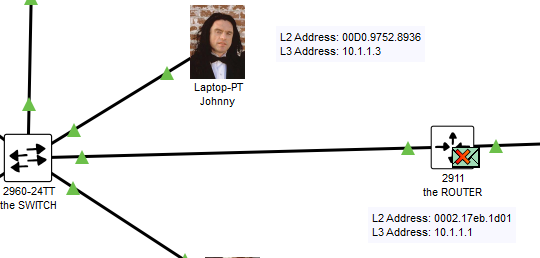 L2 Address: 00D0.9752.8936
L3 Address: 10.1.1.3
Laptop-PT
Johnny
2960-24TT
the SWITCH
2911
the ROUTER
L2 Address: 0002.17eb.1d01
L3 Address: 10.1.1.1